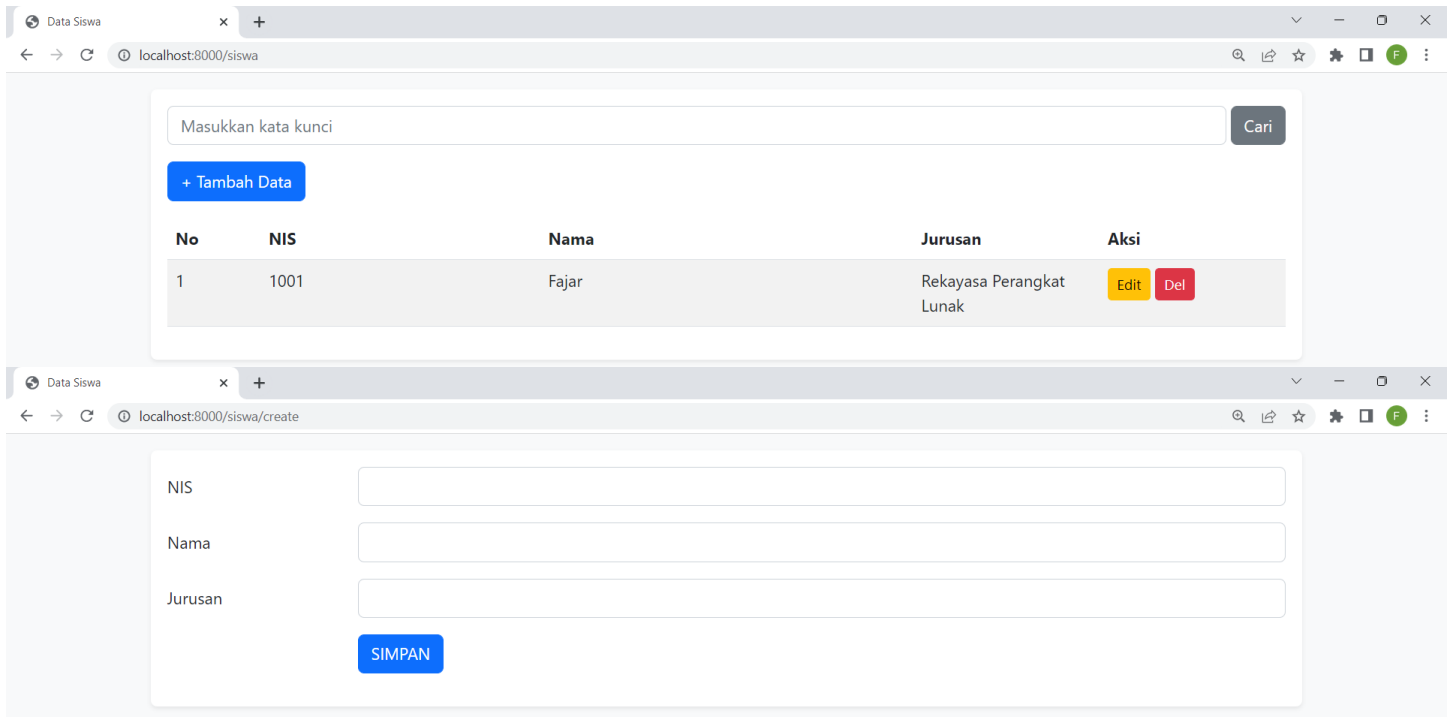 Data Siswa
localhost:8000/siswa
F
Masukkan kata kunci
Cari
+ Tambah Data
No NIS Nama Jurusan Aksi
1 1001 Fajar Rekayasa Perangkat Edit Del
Lunak
Data Siswa
localhost:8000/siswa/create
F
NIS
Nama
Jurusan
SIMPAN